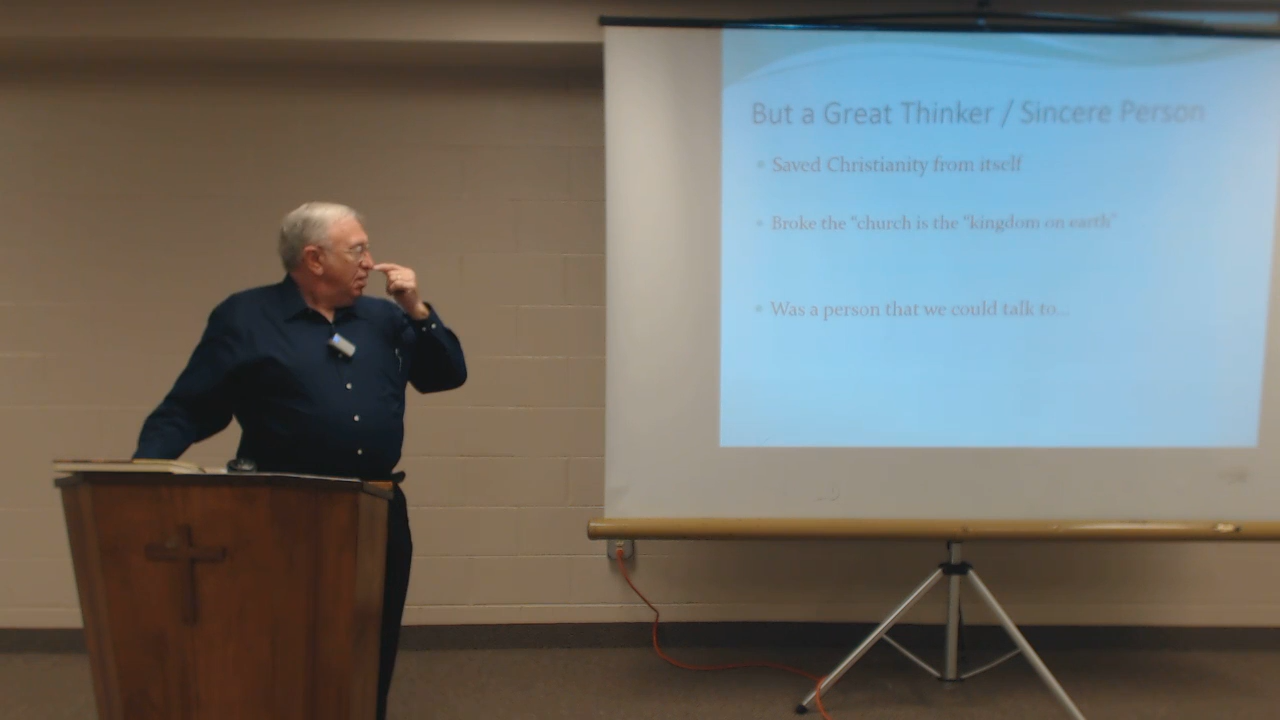 But a Great Thinker / Sincere Person
• Saved Christianity from itself
• Broke the "church is the "kingdom on earth"
• Was a person that we could talk to...